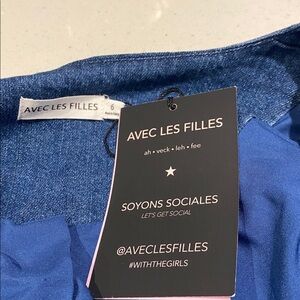 AVEC LES FILLES
6
AVEC LES FILLES
ah • veck • leh • fee
SOYONS SOCIALES
LET'S GET SOCIAL
@AVECLESFILLES
#WITHTHEGIRLS